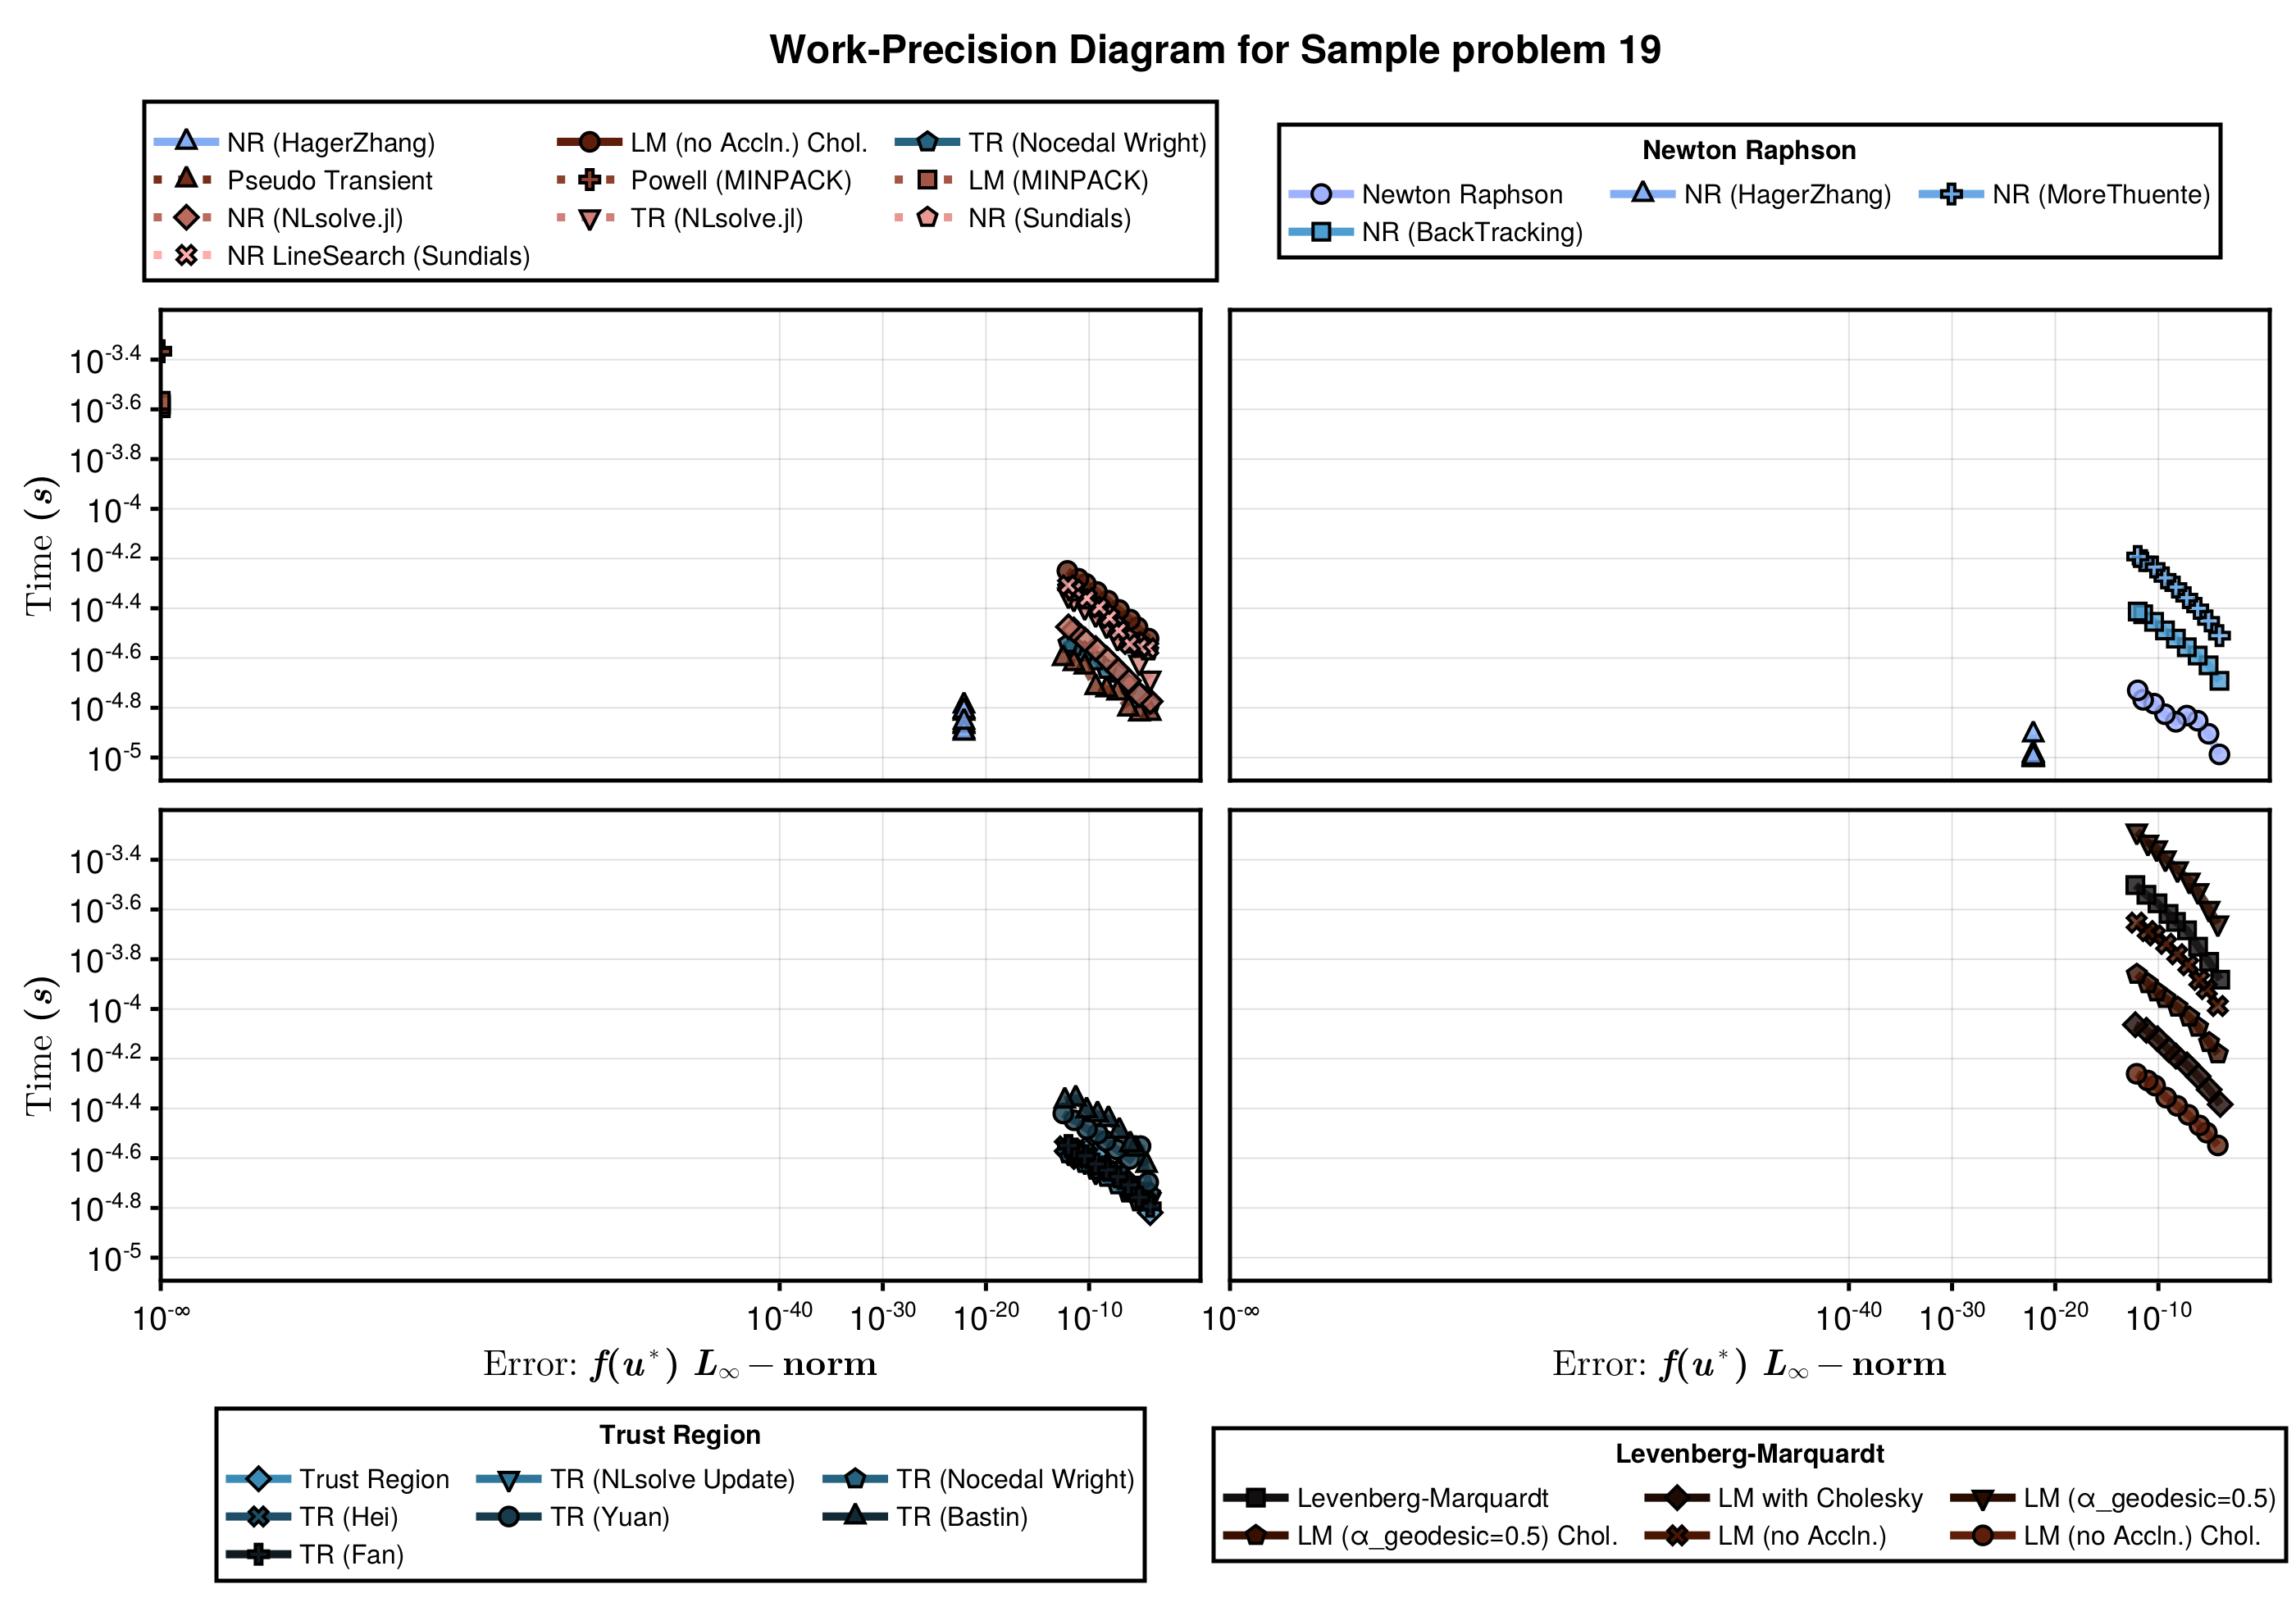 Work-Precision Diagram for Sample problem 19
NR (HagerZhang) LM (no Accln.) Chol. TR (Nocedal Wright)
Pseudo Transient Powell (MINPACK) LM (MINPACK)
NR (NLsolve.jl) TR (NLsolve.jl) NR (Sundials)
NR LineSearch (Sundials)
Newton Raphson
Newton Raphson NR (HagerZhang) NR (MoreThuente)
NR (BackTracking)
Time (s)
10^-3.4
10^-3.6
10^-3.8
10^-4
10^-4.2
10^-4.4
10^-4.6
10^-4.8
10^-5
Time (s)
10^-3.4
10^-3.6
10^-3.8
10^-4
10^-4.2
10^-4.4
10^-4.6
10^-4.8
10^-5
10^-∞ 10^-40 10^-30 10^-20 10^-10
10^-∞ 10^-40 10^-30 10^-20 10^-10
Error: f(u*) L∞ − norm
Error: f(u*) L∞ − norm
Trust Region
Trust Region TR (NLsolve Update) TR (Nocedal Wright)
TR (Hei) TR (Yuan) TR (Bastin)
TR (Fan)
Levenberg-Marquardt
Levenberg-Marquardt LM with Cholesky LM (α_geodesic=0.5)
LM (α_geodesic=0.5) Chol. LM (no Accln.) LM (no Accln.) Chol.